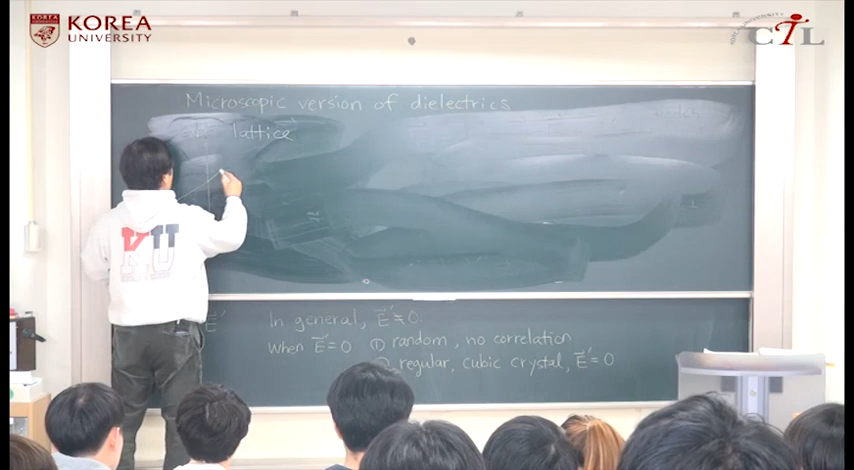 KOREA
UNIVERSITY
CTL
Microscopic version of dielectrics
lattice
KU
E⃗′ In general, E⃗′ ≠ 0
When E⃗ = 0 ① random, no correlation
② regular, cubic crystal, E⃗′ = 0